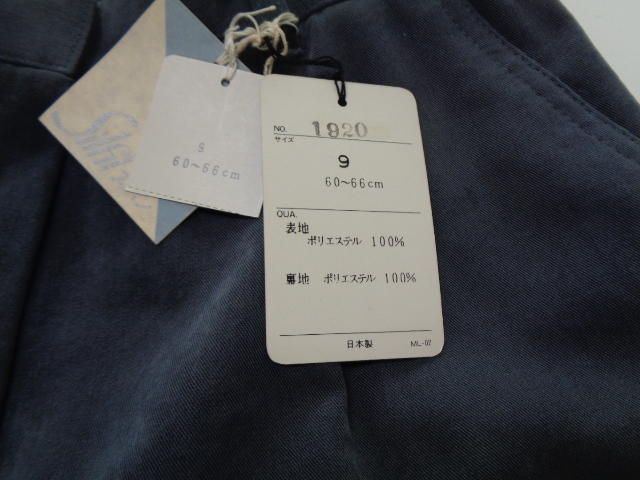 9
60～66cm
NO. 1920
サイズ
9
60～66cm
QUA.
表地
ポリエステル 100%
裏地 ポリエステル 100%
日本製 ML-07